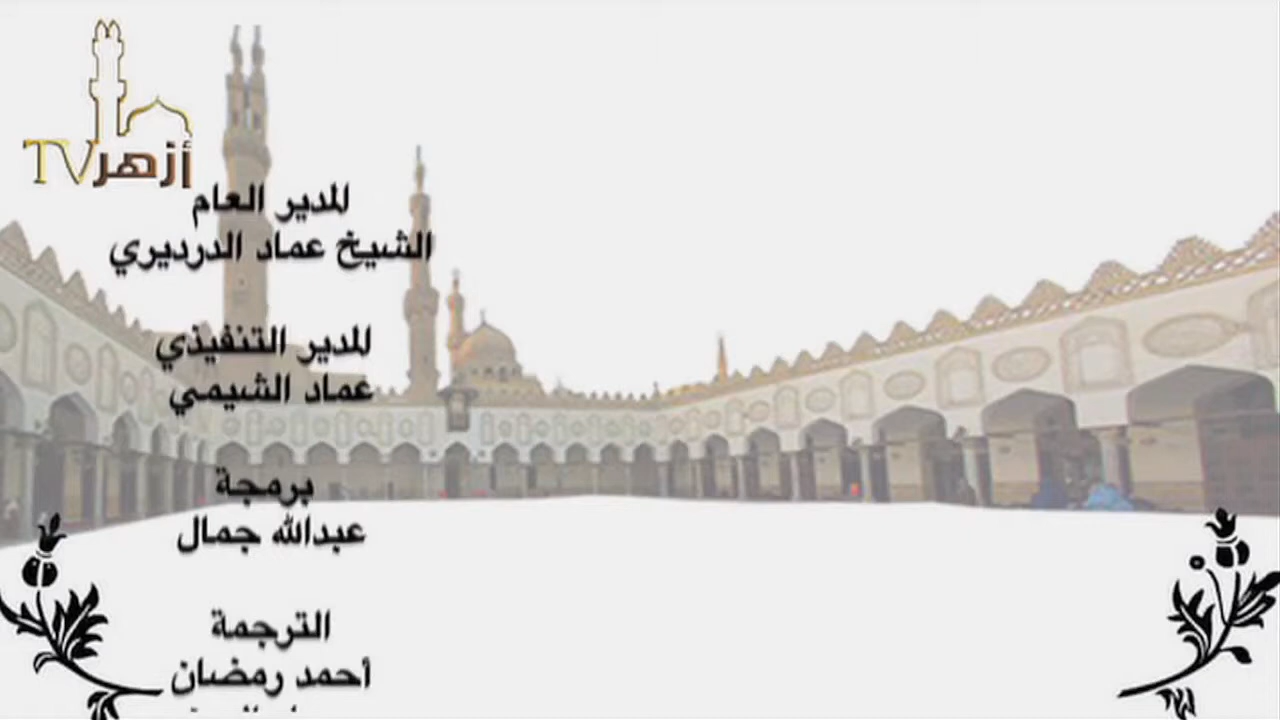 أزهر TV
المدير العام
الشيخ عماد الدرديري
المدير التنفيذي
عماد الشيمي
برمجة
عبدالله جمال
الترجمة
أحمد رمضان